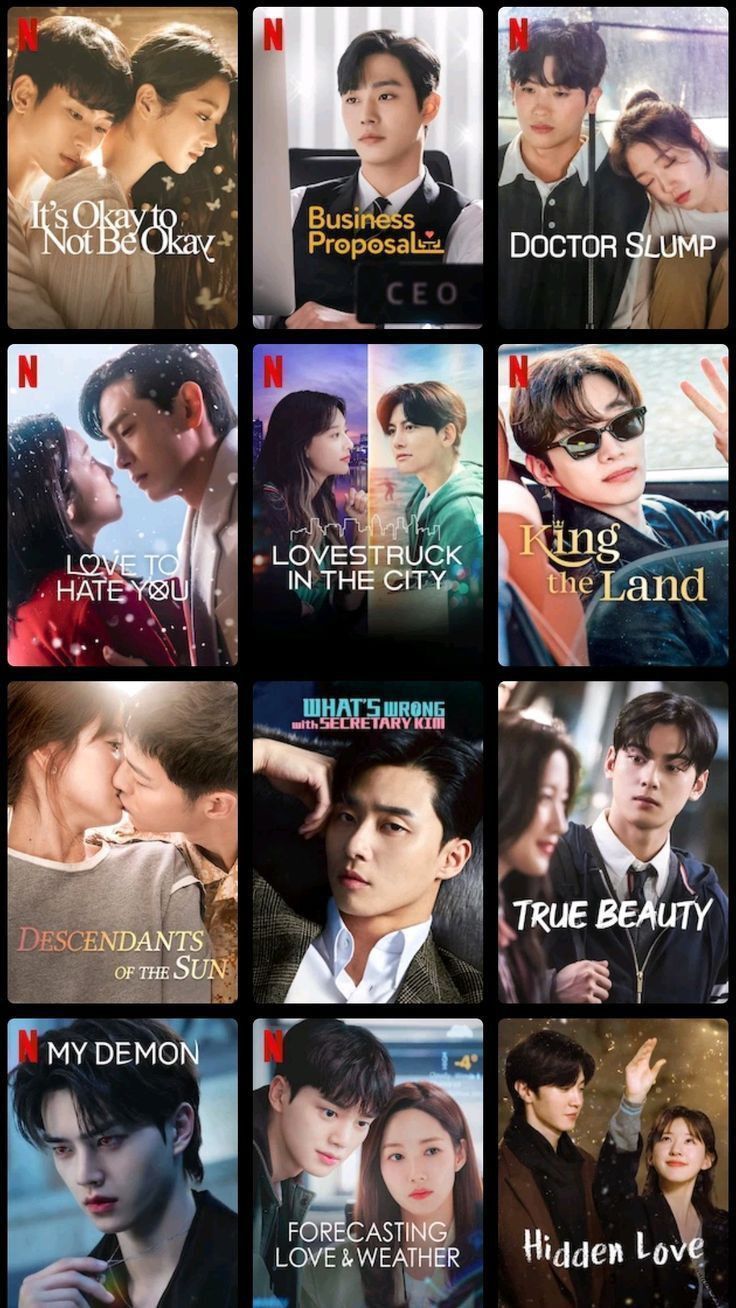 N
It's Okay to
Not Be Okay
N
Business
Proposal
CEO
N
DOCTOR SLUMP
N
LOVE TO
HATE YOU
N
LOVESTRUCK
IN THE CITY
N
King
the Land
DESCENDANTS
OF THE SUN
WHAT'S WRONG
with SECRETARY KIM
TRUE BEAUTY
N
MY DEMON
N
-4°
FORECASTING
LOVE & WEATHER
Hidden Love